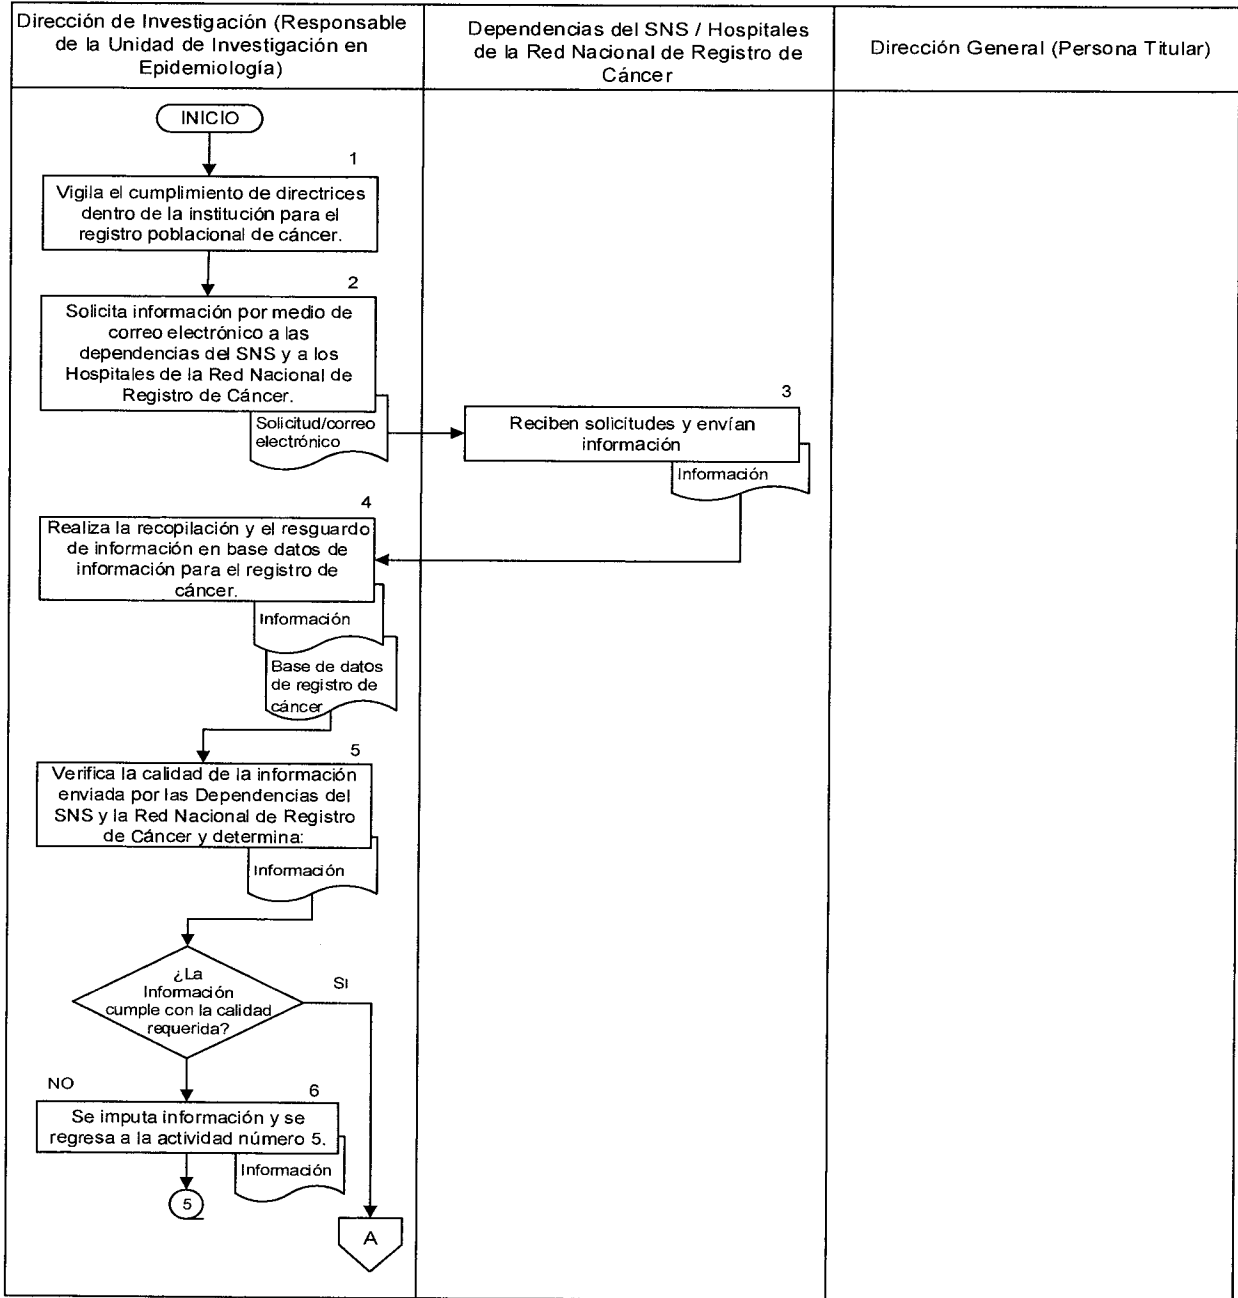 Dirección de Investigación (Responsable
de la Unidad de Investigación en
Epidemiología)
Dependencias del SNS / Hospitales
de la Red Nacional de Registro de
Cáncer
Dirección General (Persona Titular)
INICIO
1
Vigila el cumplimiento de directrices
dentro de la institución para el
registro poblacional de cáncer.
2
Solicita información por medio de
correo electrónico a las
dependencias del SNS y a los
Hospitales de la Red Nacional de
Registro de Cáncer.
Solicitud/correo
electrónico
3
Reciben solicitudes y envían
información
Información
4
Realiza la recopilación y el resguardo
de información en base datos de
información para el registro de
cáncer.
Información
Base de datos
de registro de
cáncer
5
Verifica la calidad de la información
enviada por las Dependencias del
SNS y la Red Nacional de Registro
de Cáncer y determina:
Información
¿La
Información
cumple con la calidad
requerida?
SI
NO
6
Se imputa información y se
regresa a la actividad número 5.
Información
5
A